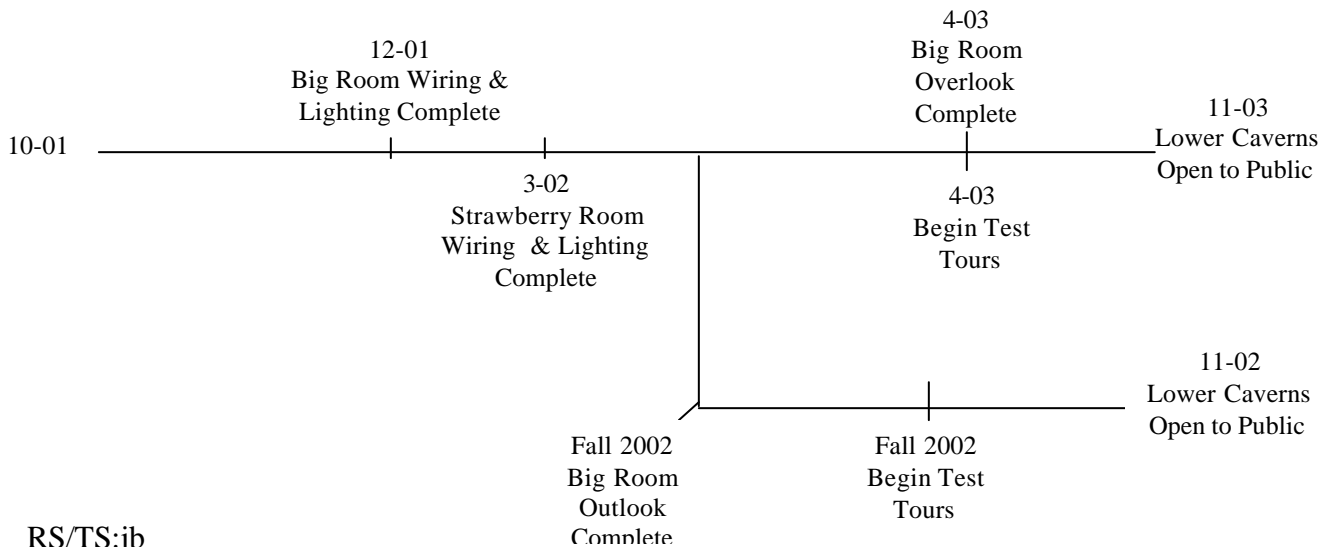 12-01
Big Room Wiring &
Lighting Complete
4-03
Big Room
Overlook
Complete
10-01
11-03
Lower Caverns
Open to Public
3-02
Strawberry Room
Wiring & Lighting
Complete
4-03
Begin Test
Tours
11-02
Lower Caverns
Open to Public
Fall 2002
Big Room
Outlook
Complete
Fall 2002
Begin Test
Tours
RS/TS:jb